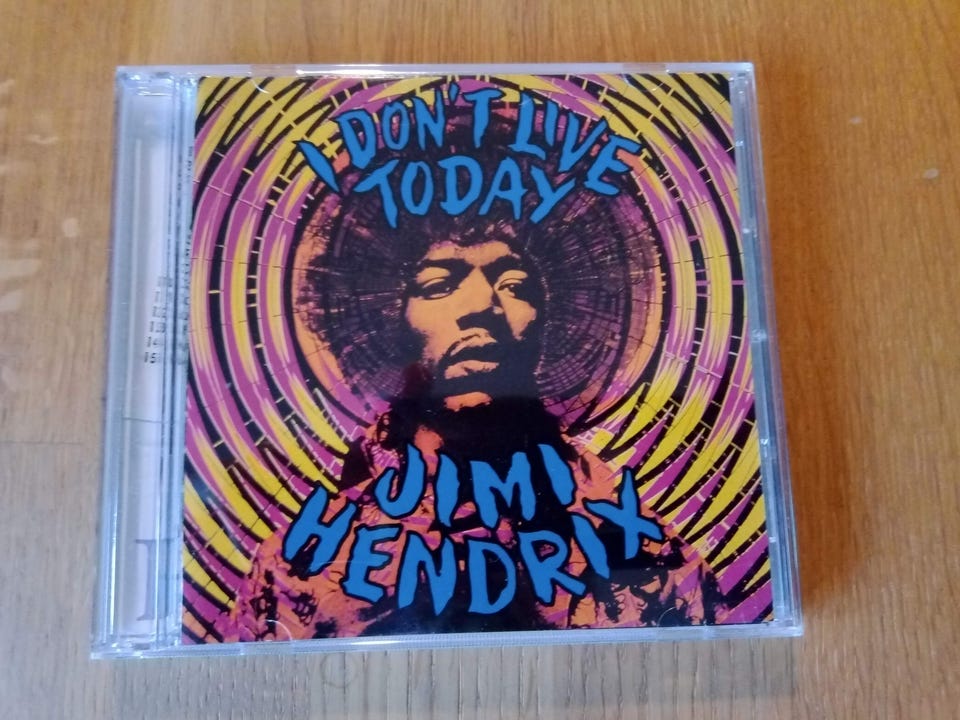 I DON'T LIVE
TODAY
JIMI
HENDRIX